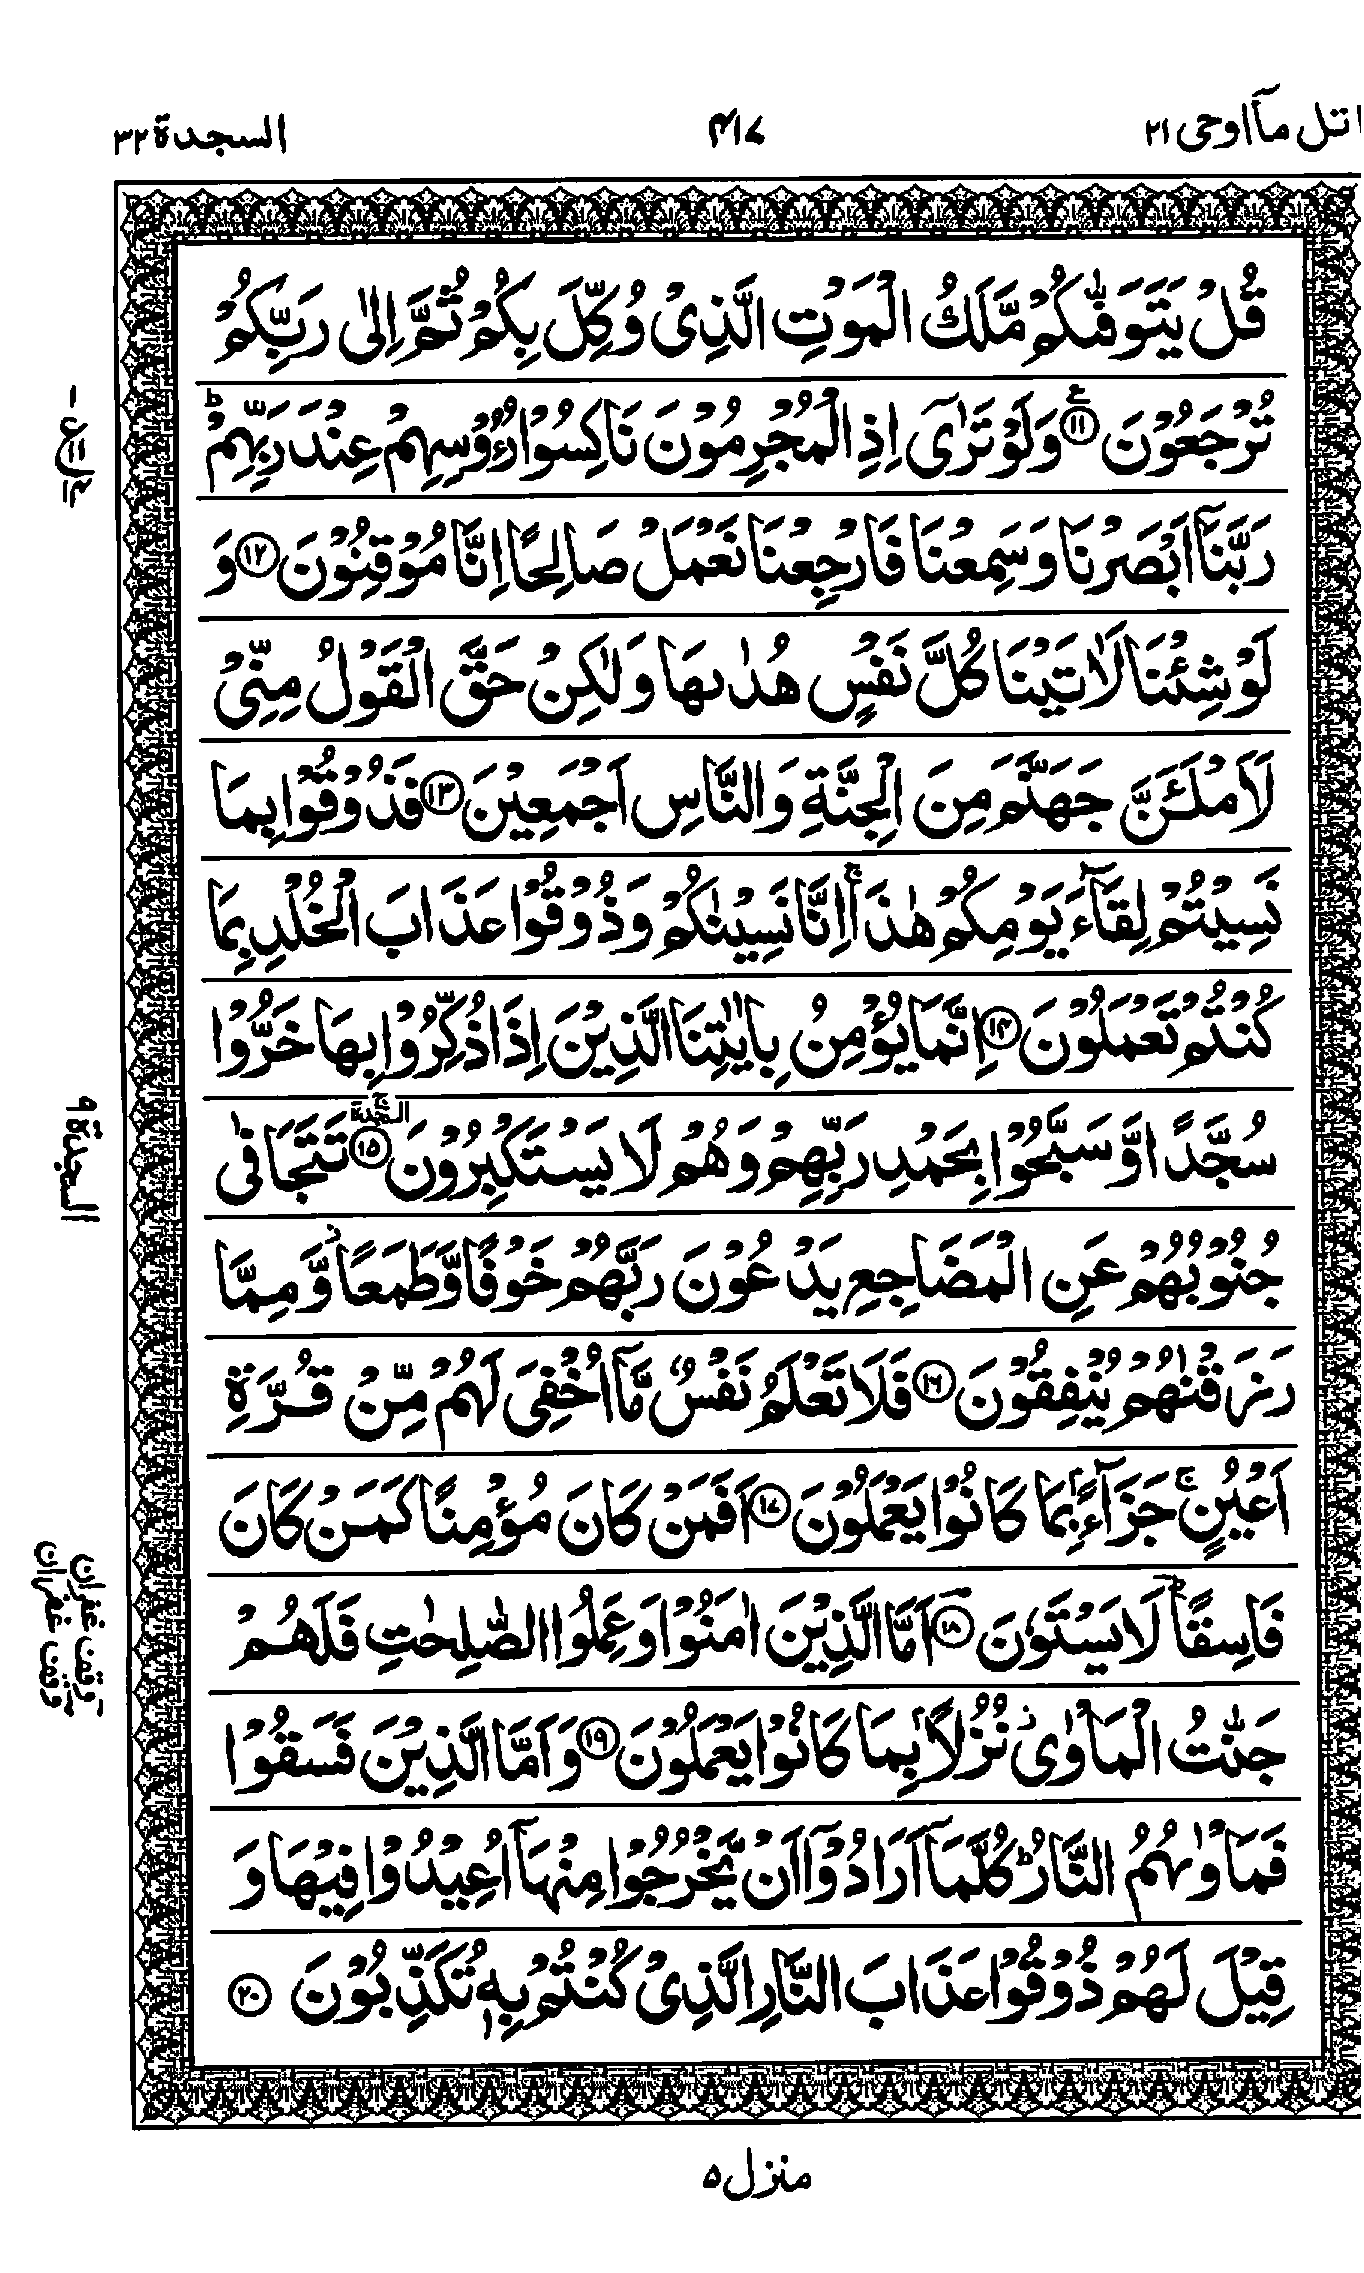 اتل مآاوحی ۲۱
۴۱۷
السجدة ۳۲
قُلْ يَتَوَفّٰىكُمْ مَّلَكُ الْمَوْتِ الَّذِىْ وُكِّلَ بِكُمْ ثُمَّ اِلٰى رَبِّكُمْ
تُرْجَعُوْنَ ۝۱۱ ع وَلَوْ تَرٰٓى اِذِ الْمُجْرِمُوْنَ نَاكِسُوْا رُءُوْسِهِمْ عِنْدَ رَبِّهِمْ ؕ
رَبَّنَآ اَبْصَرْنَا وَسَمِعْنَا فَارْجِعْنَا نَعْمَلْ صَالِحًا اِنَّا مُوْقِنُوْنَ ۝۱۲ وَ
لَوْ شِئْنَا لَاٰتَيْنَا كُلَّ نَفْسٍ هُدٰىهَا وَلٰكِنْ حَقَّ الْقَوْلُ مِنِّىْ
لَاَمْلَـَٔنَّ جَهَنَّمَ مِنَ الْجِنَّةِ وَالنَّاسِ اَجْمَعِيْنَ ۝۱۳ فَذُوْقُوْا بِمَا
نَسِيْتُمْ لِقَآءَ يَوْمِكُمْ هٰذَا ۚ اِنَّا نَسِيْنٰكُمْ وَذُوْقُوْا عَذَابَ الْخُلْدِ بِمَا
كُنْتُمْ تَعْمَلُوْنَ ۝۱۴ اِنَّمَا يُؤْمِنُ بِاٰيٰتِنَا الَّذِيْنَ اِذَا ذُكِّرُوْا بِهَا خَرُّوْا
سُجَّدًا وَّسَبَّحُوْا بِحَمْدِ رَبِّهِمْ وَهُمْ لَا يَسْتَكْبِرُوْنَ ۝۱۵ السجدة تَتَجَافٰى
جُنُوْبُهُمْ عَنِ الْمَضَاجِعِ يَدْعُوْنَ رَبَّهُمْ خَوْفًا وَّطَمَعًا ؗ وَّمِمَّا
رَزَقْنٰهُمْ يُنْفِقُوْنَ ۝۱۶ فَلَا تَعْلَمُ نَفْسٌ مَّآ اُخْفِىَ لَهُمْ مِّنْ قُرَّةِ
اَعْيُنٍ ۚ جَزَآءًۢ بِمَا كَانُوْا يَعْمَلُوْنَ ۝۱۷ اَفَمَنْ كَانَ مُؤْمِنًا كَمَنْ كَانَ
فَاسِقًا ؔ لَا يَسْتَوٗنَ ۝۱۸ اَمَّا الَّذِيْنَ اٰمَنُوْا وَعَمِلُوا الصّٰلِحٰتِ فَلَهُمْ
جَنّٰتُ الْمَاْوٰى ؗ نُزُلًاۢ بِمَا كَانُوْا يَعْمَلُوْنَ ۝۱۹ وَاَمَّا الَّذِيْنَ فَسَقُوْا
فَمَاْوٰىهُمُ النَّارُ ؕ كُلَّمَآ اَرَادُوْٓا اَنْ يَّخْرُجُوْا مِنْهَآ اُعِيْدُوْا فِيْهَا وَ
قِيْلَ لَهُمْ ذُوْقُوْا عَذَابَ النَّارِ الَّذِىْ كُنْتُمْ بِهٖ تُكَذِّبُوْنَ ۝۲۰
السجدة ۹
وقف غفران
وقف غفران
منزل ۵